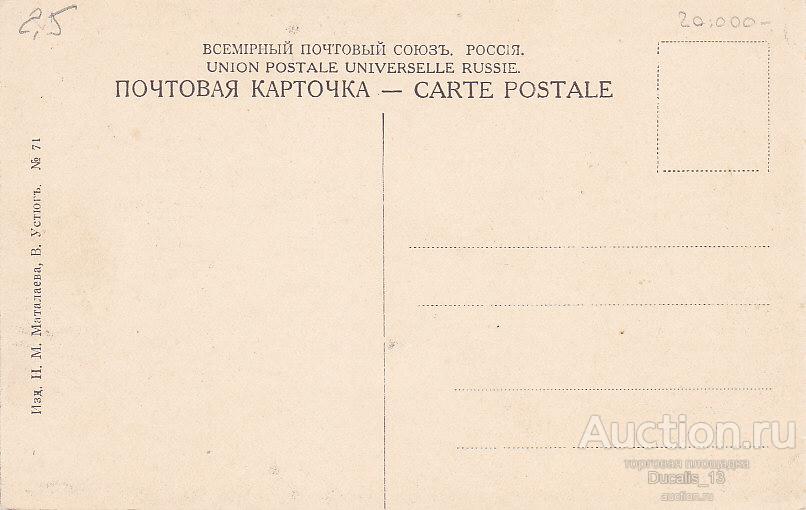 2,5
20.000-
ВСЕМІРНЫЙ ПОЧТОВЫЙ СОЮЗЪ. РОССІЯ.
UNION POSTALE UNIVERSELLE RUSSIE.
ПОЧТОВАЯ КАРТОЧКА — CARTE POSTALE
Изд. Н. М. Маталаева, В. Устюгъ. № 71
Auction.ru
торговая площадка
Ducalis_13
auction.ru